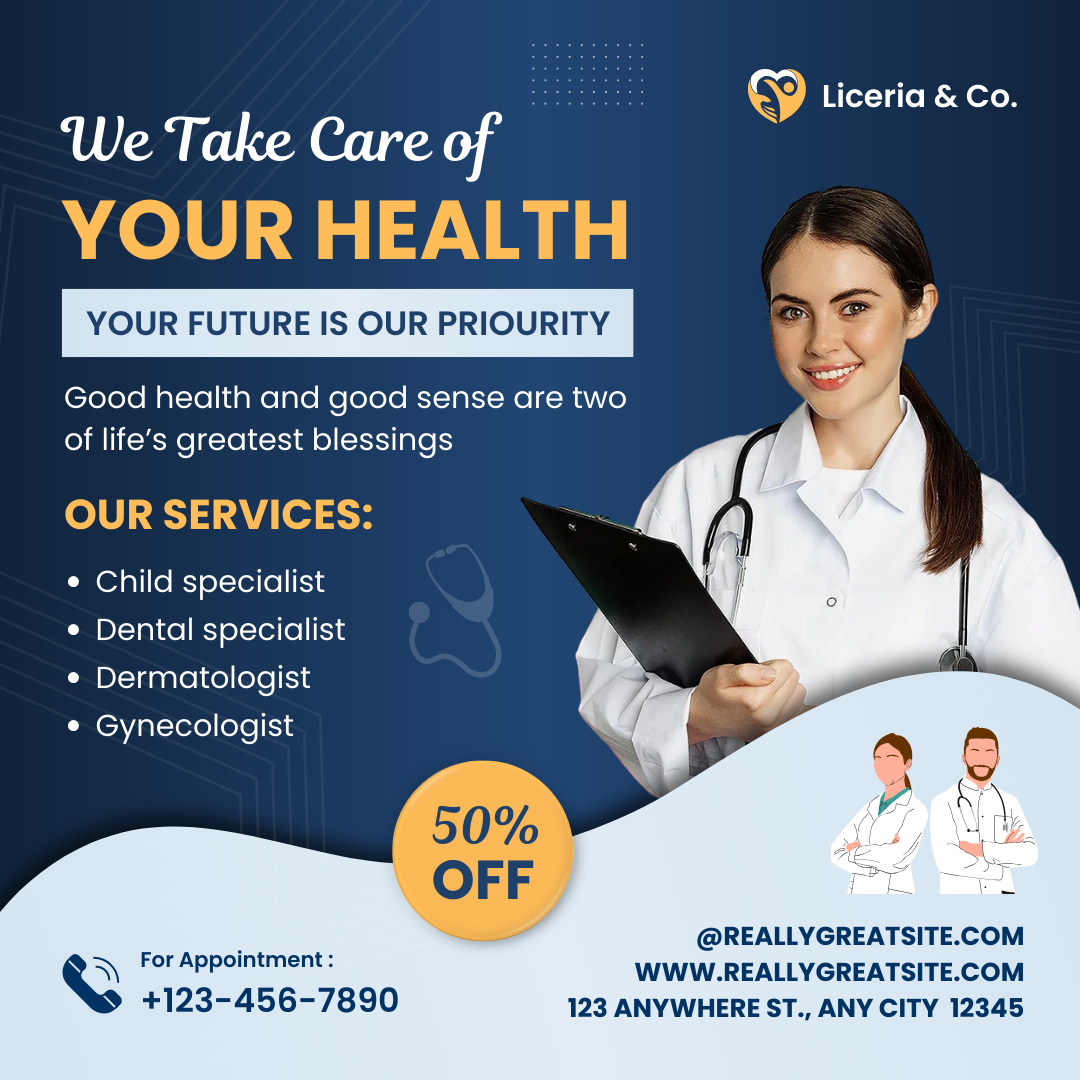 Liceria & Co.
We Take Care of
YOUR HEALTH
YOUR FUTURE IS OUR PRIOURITY
Good health and good sense are two
of life’s greatest blessings
OUR SERVICES:
• Child specialist
• Dental specialist
• Dermatologist
• Gynecologist
50%
OFF
For Appointment :
+123-456-7890
@REALLYGREATSITE.COM
WWW.REALLYGREATSITE.COM
123 ANYWHERE ST., ANY CITY 12345